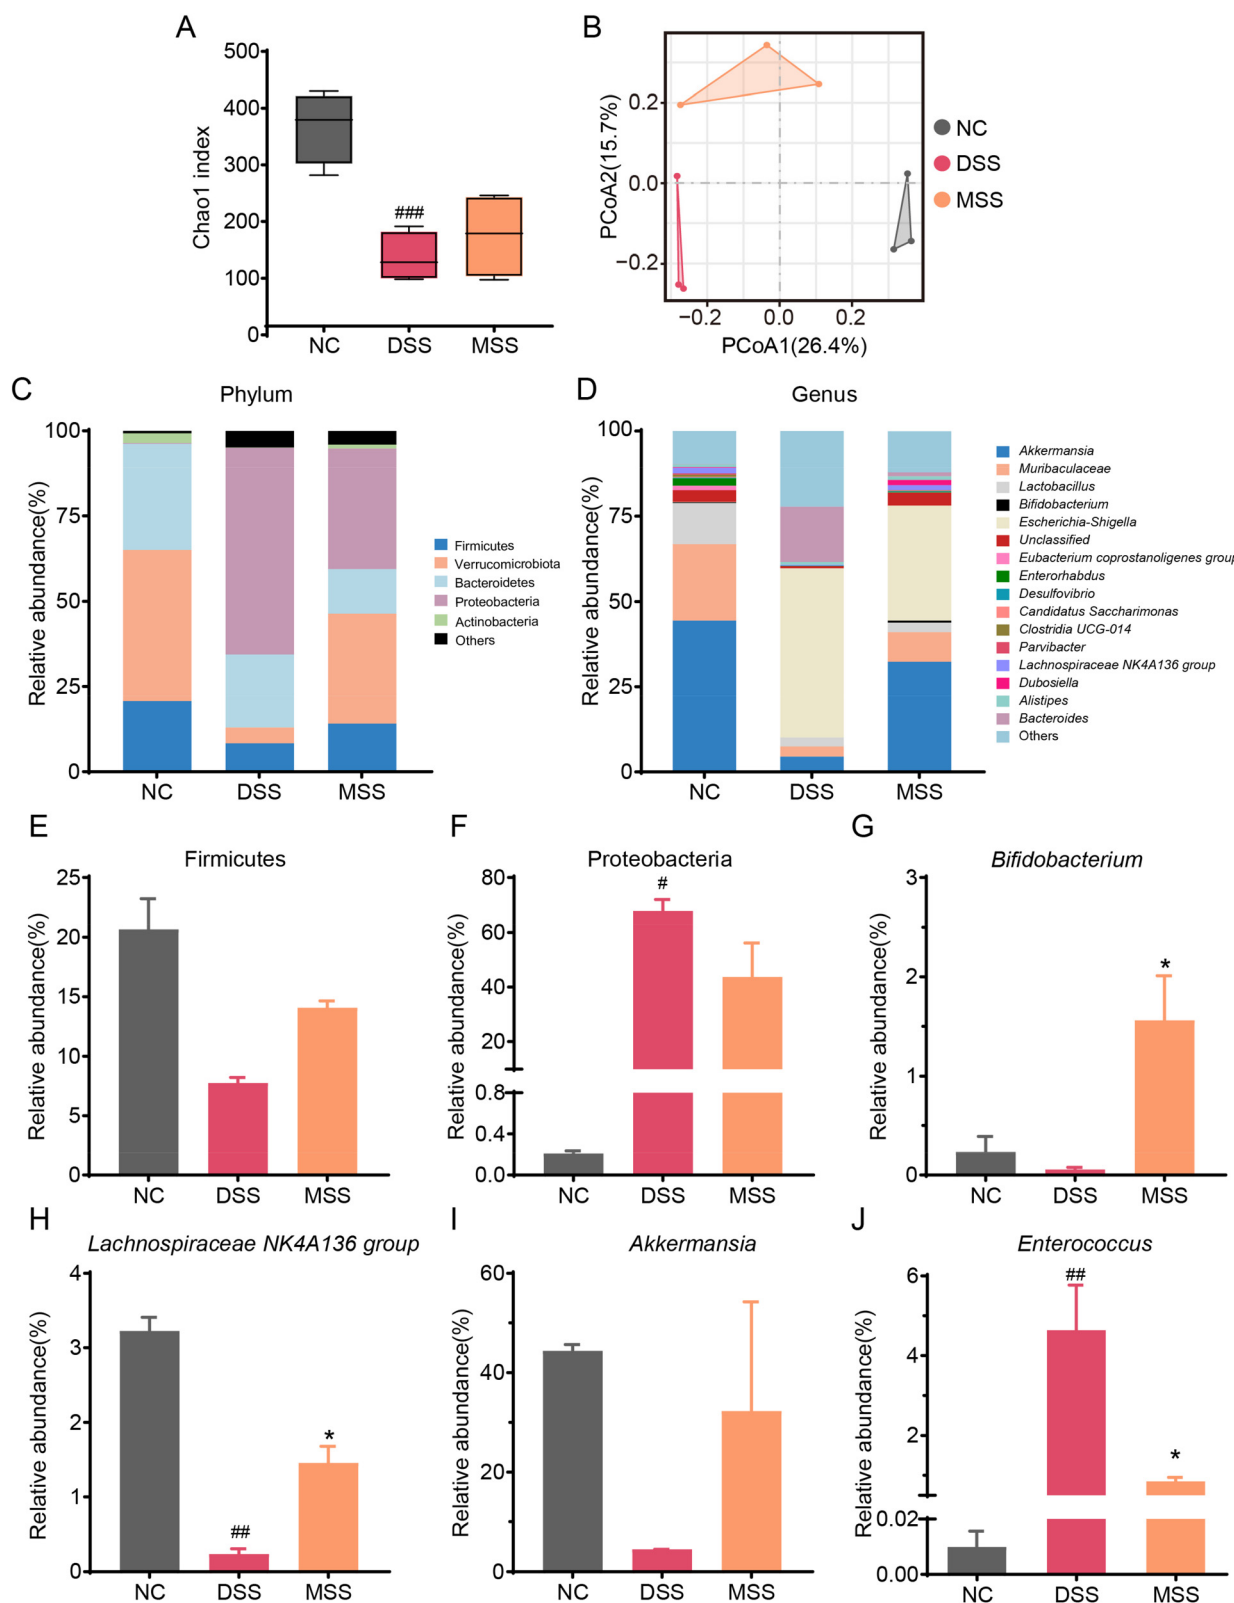 A
500
400
300
200
100
0
Chao1 index
###
NC DSS MSS
B
0.2
0.0
−0.2
PCoA2(15.7%)
−0.2 0.0 0.2
PCoA1(26.4%)
NC
DSS
MSS
C
Phylum
100
75
50
25
0
Relative abundance(%)
NC DSS MSS
Firmicutes
Verrucomicrobiota
Bacteroidetes
Proteobacteria
Actinobacteria
Others
D
Genus
100
75
50
25
0
Relative abundance(%)
NC DSS MSS
Akkermansia
Muribaculaceae
Lactobacillus
Bifidobacterium
Escherichia-Shigella
Unclassified
Eubacterium coprostanoligenes group
Enterorhabdus
Desulfovibrio
Candidatus Saccharimonas
Clostridia UCG-014
Parvibacter
Lachnospiraceae NK4A136 group
Dubosiella
Alistipes
Bacteroides
Others
E
Firmicutes
25
20
15
10
5
0
Relative abundance(%)
NC DSS MSS
F
Proteobacteria
80
60
40
20
0.8
0.4
0.0
Relative abundance(%)
#
NC DSS MSS
G
Bifidobacterium
3
2
1
0
Relative abundance(%)
*
NC DSS MSS
H
Lachnospiraceae NK4A136 group
4
3
2
1
0
Relative abundance(%)
##
*
NC DSS MSS
I
Akkermansia
60
40
20
0
Relative abundance(%)
NC DSS MSS
J
Enterococcus
6
4
2
0.02
0.00
Relative abundance(%)
##
*
NC DSS MSS